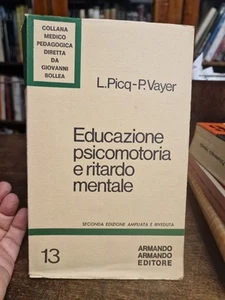 COLLANA
MEDICO
PEDAGOGICA
DIRETTA
DA
GIOVANNI
BOLLEA
L.Picq-P.Vayer
Educazione
psicomotoria
e ritardo
mentale
SECONDA EDIZIONE AMPLIATA E RIVEDUTA
13
ARMANDO
ARMANDO
EDITORE